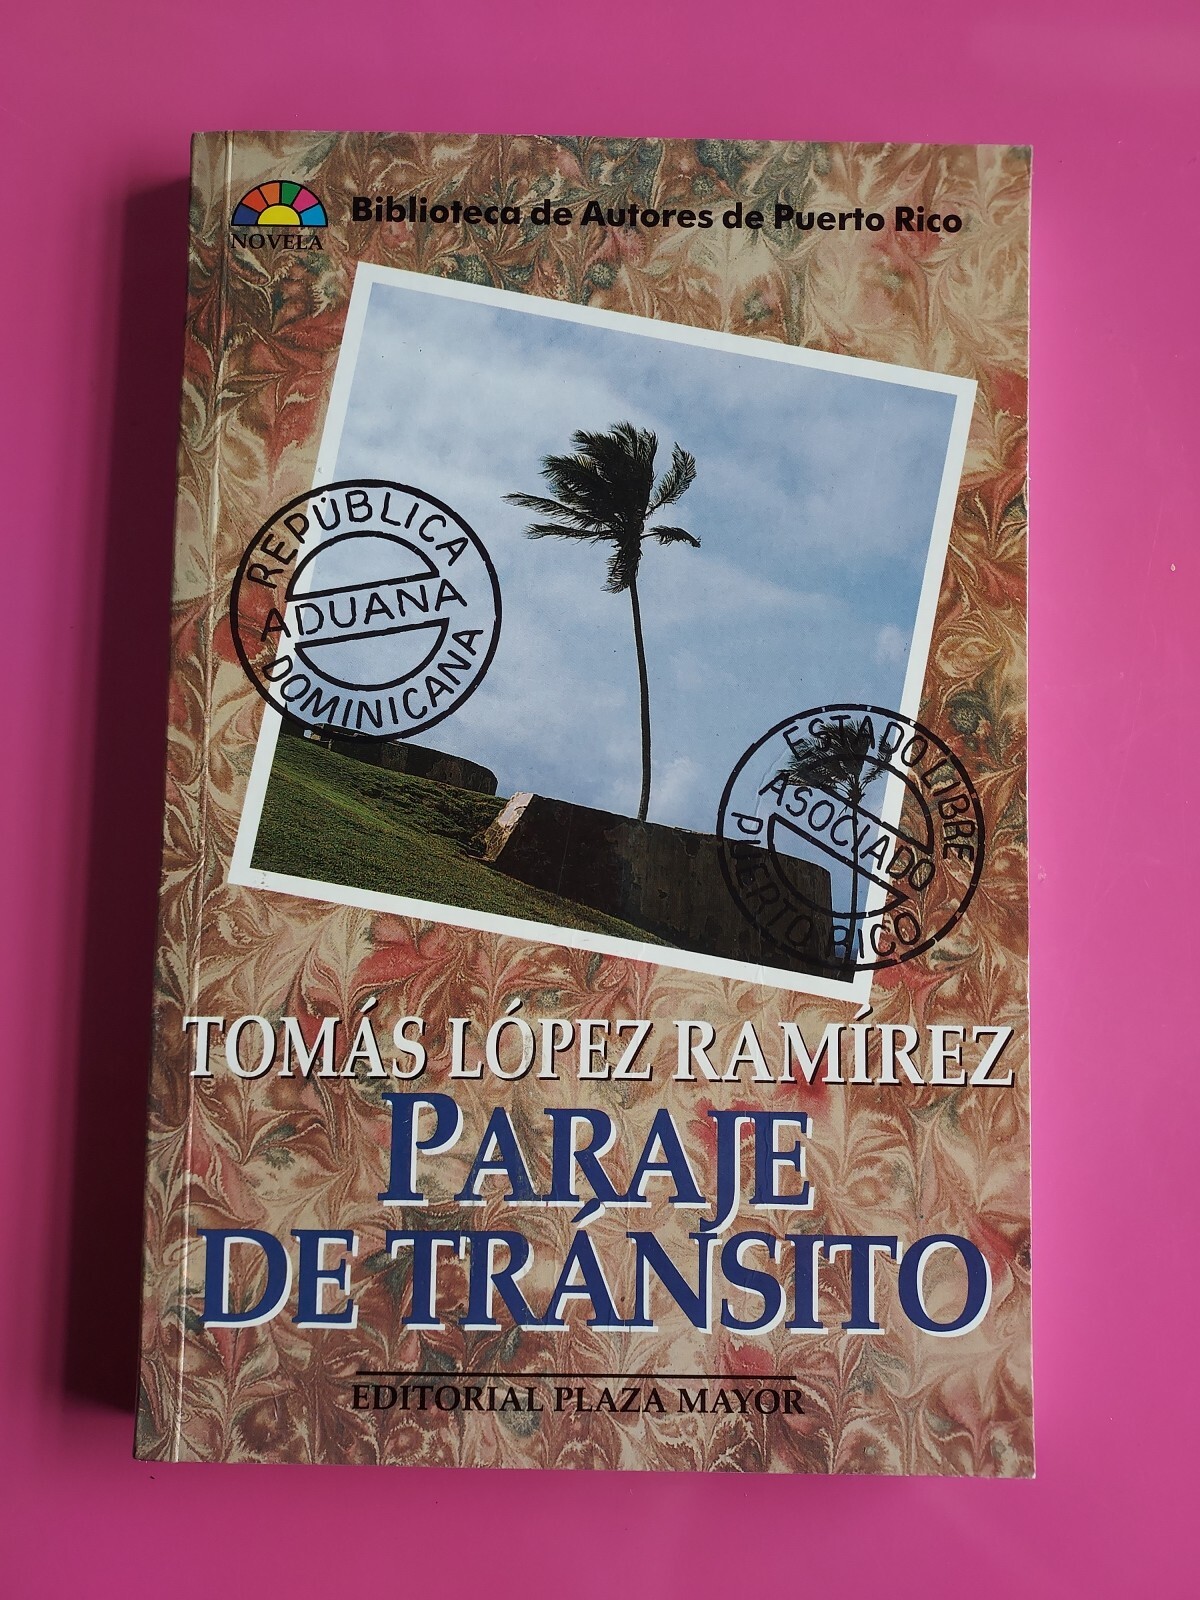 NOVELA
Biblioteca de Autores de Puerto Rico
REPÚBLICA
ADUANA
DOMINICANA
ESTADO LIBRE
ASOCIADO
PUERTO RICO
TOMÁS LÓPEZ RAMÍREZ
PARAJE
DE TRÁNSITO
EDITORIAL PLAZA MAYOR